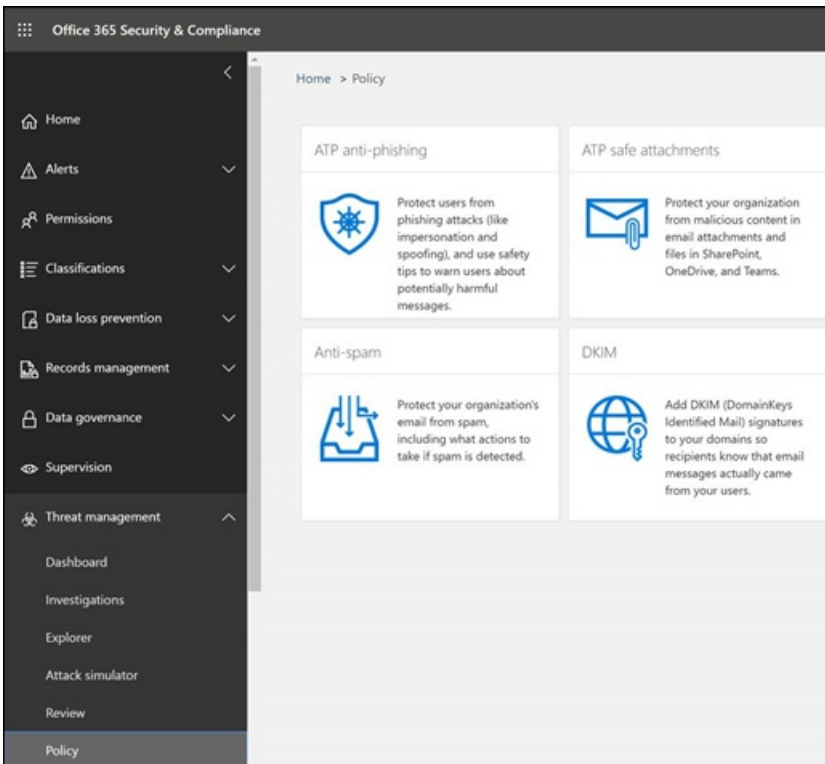 Office 365 Security & Compliance
Home
Alerts
Permissions
Classifications
Data loss prevention
Records management
Data governance
Supervision
Threat management
Dashboard
Investigations
Explorer
Attack simulator
Review
Policy
Home > Policy
ATP anti-phishing
Protect users from
phishing attacks (like
impersonation and
spoofing), and use safety
tips to warn users about
potentially harmful
messages.
ATP safe attachments
Protect your organization
from malicious content in
email attachments and
files in SharePoint,
OneDrive, and Teams.
Anti-spam
Protect your organization's
email from spam,
including what actions to
take if spam is detected.
DKIM
Add DKIM (DomainKeys
Identified Mail) signatures
to your domains so
recipients know that email
messages actually came
from your users.